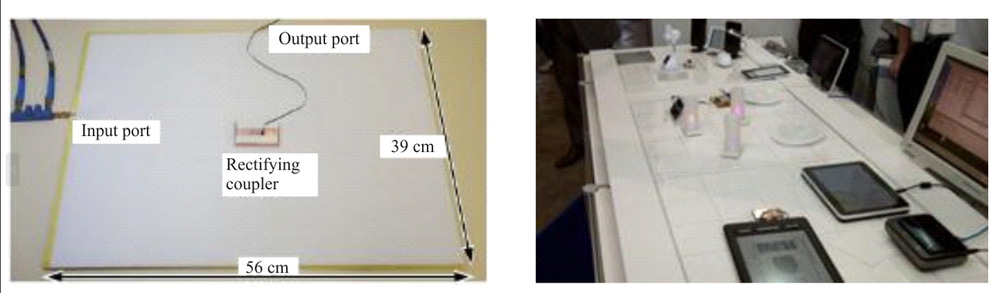 Output port
Input port
39 cm
Rectifying
coupler
56 cm